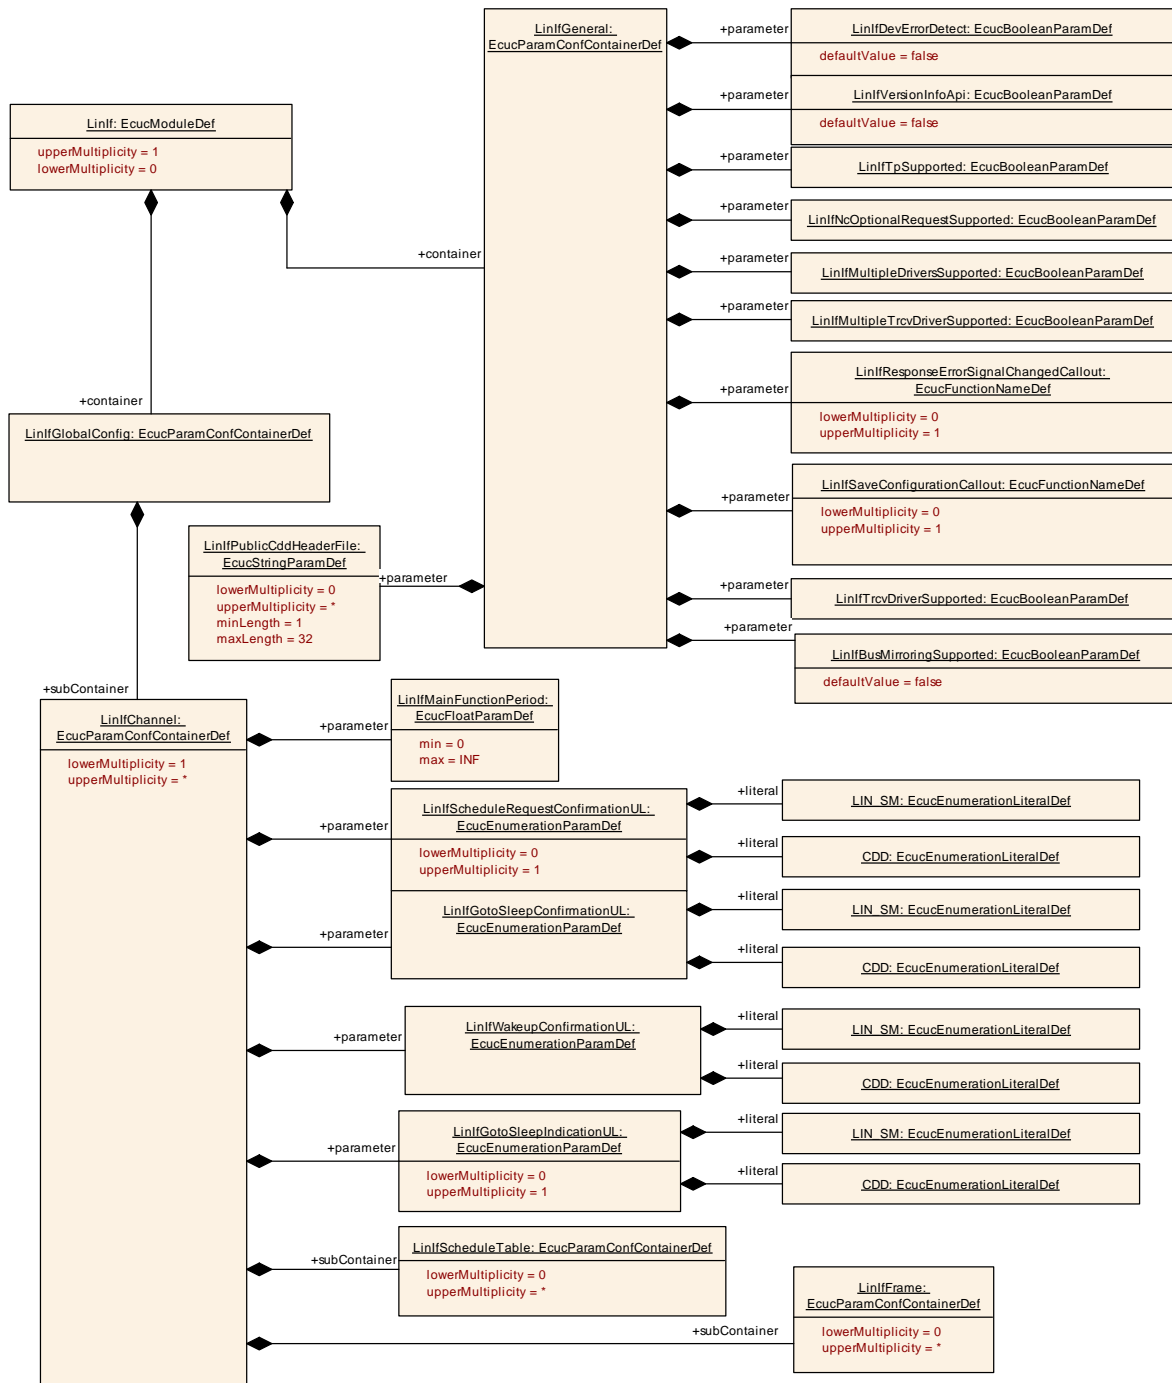 LinIfGeneral:
EcucParamConfContainerDef
+parameter
LinIfDevErrorDetect: EcucBooleanParamDef
defaultValue = false
+parameter
LinIfVersionInfoApi: EcucBooleanParamDef
defaultValue = false
LinIf: EcucModuleDef
upperMultiplicity = 1
lowerMultiplicity = 0
+parameter
LinIfTpSupported: EcucBooleanParamDef
+parameter
LinIfNcOptionalRequestSupported: EcucBooleanParamDef
+container
+parameter
LinIfMultipleDriversSupported: EcucBooleanParamDef
+parameter
LinIfMultipleTrcvDriverSupported: EcucBooleanParamDef
+parameter
LinIfResponseErrorSignalChangedCallout:
EcucFunctionNameDef
lowerMultiplicity = 0
upperMultiplicity = 1
+container
LinIfGlobalConfig: EcucParamConfContainerDef
+parameter
LinIfSaveConfigurationCallout: EcucFunctionNameDef
lowerMultiplicity = 0
upperMultiplicity = 1
LinIfPublicCddHeaderFile:
EcucStringParamDef
lowerMultiplicity = 0
upperMultiplicity = *
minLength = 1
maxLength = 32
+parameter
+parameter
LinIfTrcvDriverSupported: EcucBooleanParamDef
+parameter
LinIfBusMirroringSupported: EcucBooleanParamDef
defaultValue = false
+subContainer
LinIfChannel:
EcucParamConfContainerDef
lowerMultiplicity = 1
upperMultiplicity = *
+parameter
LinIfMainFunctionPeriod:
EcucFloatParamDef
min = 0
max = INF
+parameter
LinIfScheduleRequestConfirmationUL:
EcucEnumerationParamDef
lowerMultiplicity = 0
upperMultiplicity = 1
+literal
LIN_SM: EcucEnumerationLiteralDef
+literal
CDD: EcucEnumerationLiteralDef
+parameter
LinIfGotoSleepConfirmationUL:
EcucEnumerationParamDef
+literal
LIN_SM: EcucEnumerationLiteralDef
+literal
CDD: EcucEnumerationLiteralDef
+parameter
LinIfWakeupConfirmationUL:
EcucEnumerationParamDef
+literal
LIN_SM: EcucEnumerationLiteralDef
+literal
CDD: EcucEnumerationLiteralDef
+parameter
LinIfGotoSleepIndicationUL:
EcucEnumerationParamDef
lowerMultiplicity = 0
upperMultiplicity = 1
+literal
LIN_SM: EcucEnumerationLiteralDef
+literal
CDD: EcucEnumerationLiteralDef
+subContainer
LinIfScheduleTable: EcucParamConfContainerDef
lowerMultiplicity = 0
upperMultiplicity = *
+subContainer
LinIfFrame:
EcucParamConfContainerDef
lowerMultiplicity = 0
upperMultiplicity = *